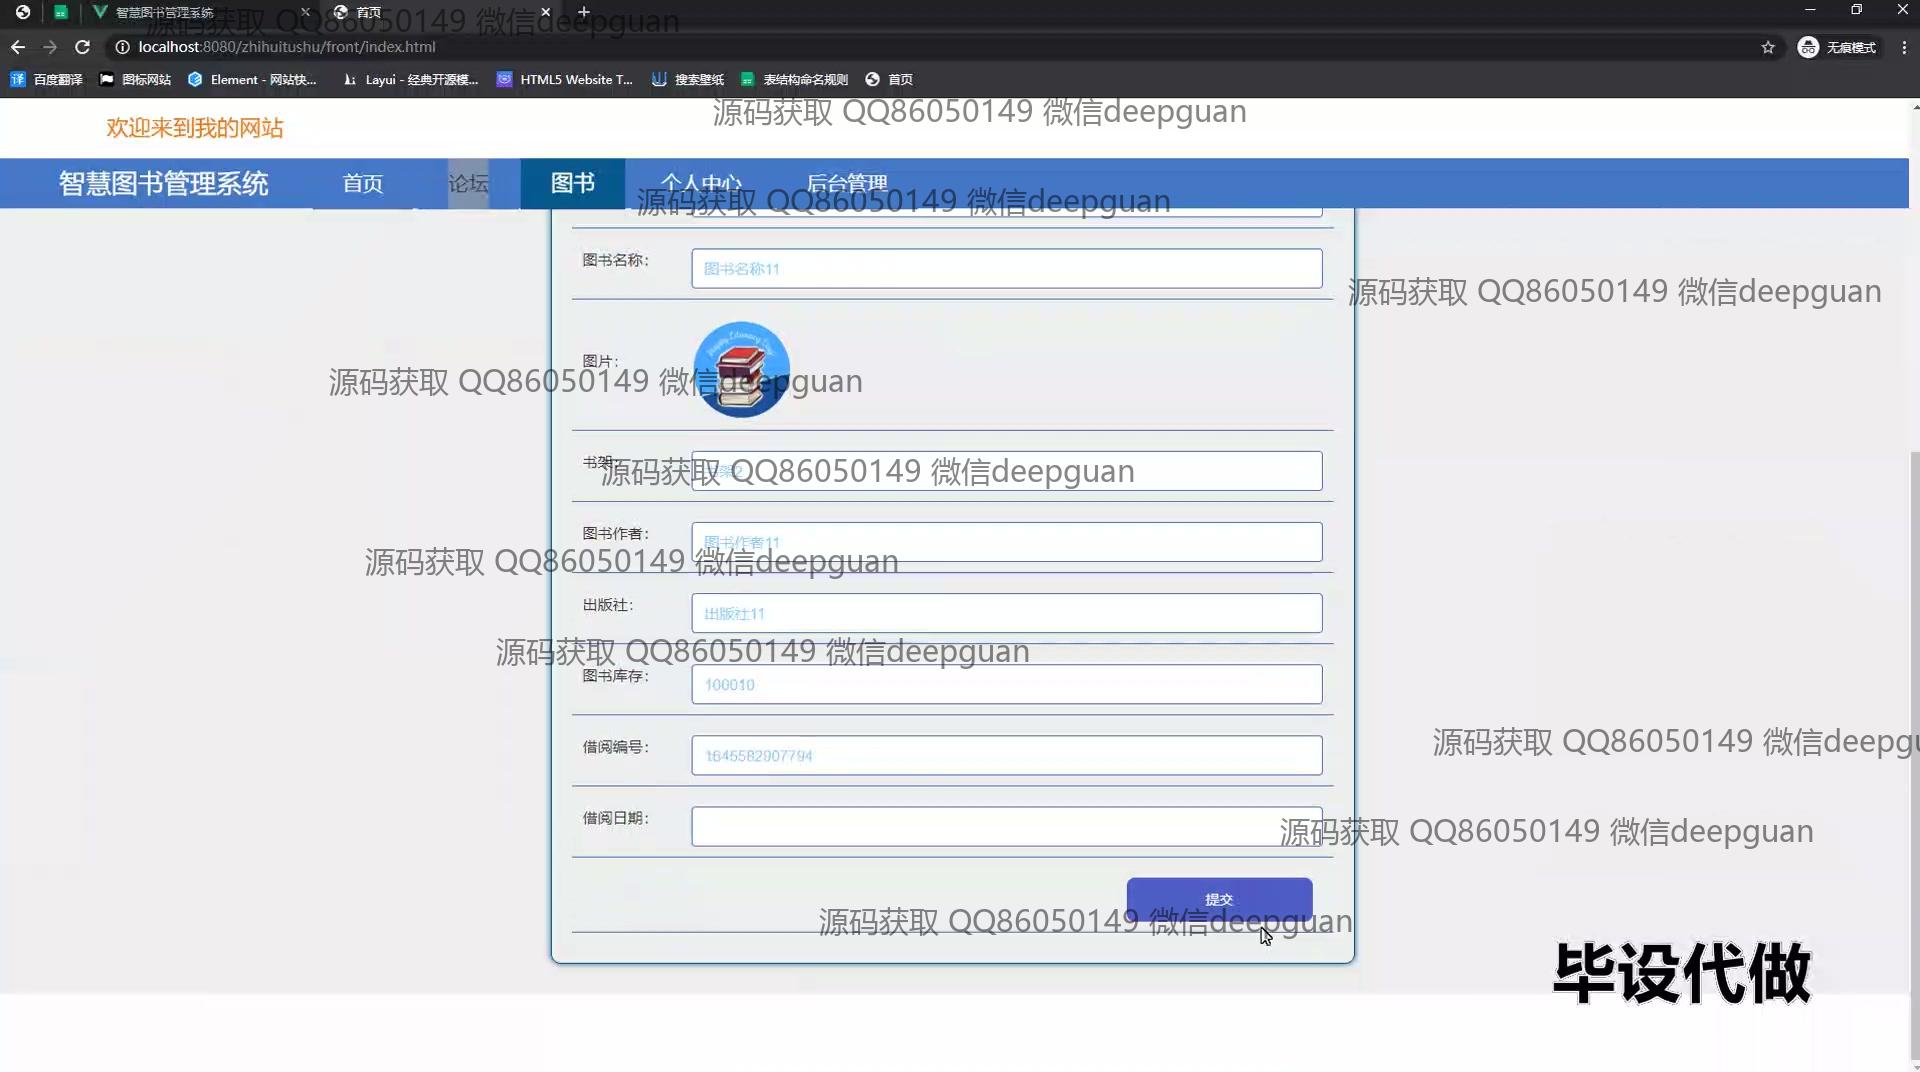 智慧图书管理系统
首页
源码获取 QQ86050149 微信deepguan
localhost:8080/zhihuitushu/front/index.html
无痕模式
百度翻译
图标网站
Element - 网站快...
Layui - 经典开源模...
HTML5 Website T...
搜索壁纸
表结构命名规则
首页
源码获取 QQ86050149 微信deepguan
欢迎来到我的网站
智慧图书管理系统
首页
论坛
图书
个人中心
后台管理
源码获取 QQ86050149 微信deepguan
图书名称:
图书名称11
源码获取 QQ86050149 微信deepguan
图片:
源码获取 QQ86050149 微信deepguan
书架:
源码获取 QQ86050149 微信deepguan
图书作者:
图书作者11
源码获取 QQ86050149 微信deepguan
出版社:
出版社11
源码获取 QQ86050149 微信deepguan
图书库存:
100010
借阅编号:
1645582907794
源码获取 QQ86050149 微信deepgu
借阅日期:
源码获取 QQ86050149 微信deepguan
提交
源码获取 QQ86050149 微信deepguan
毕设代做